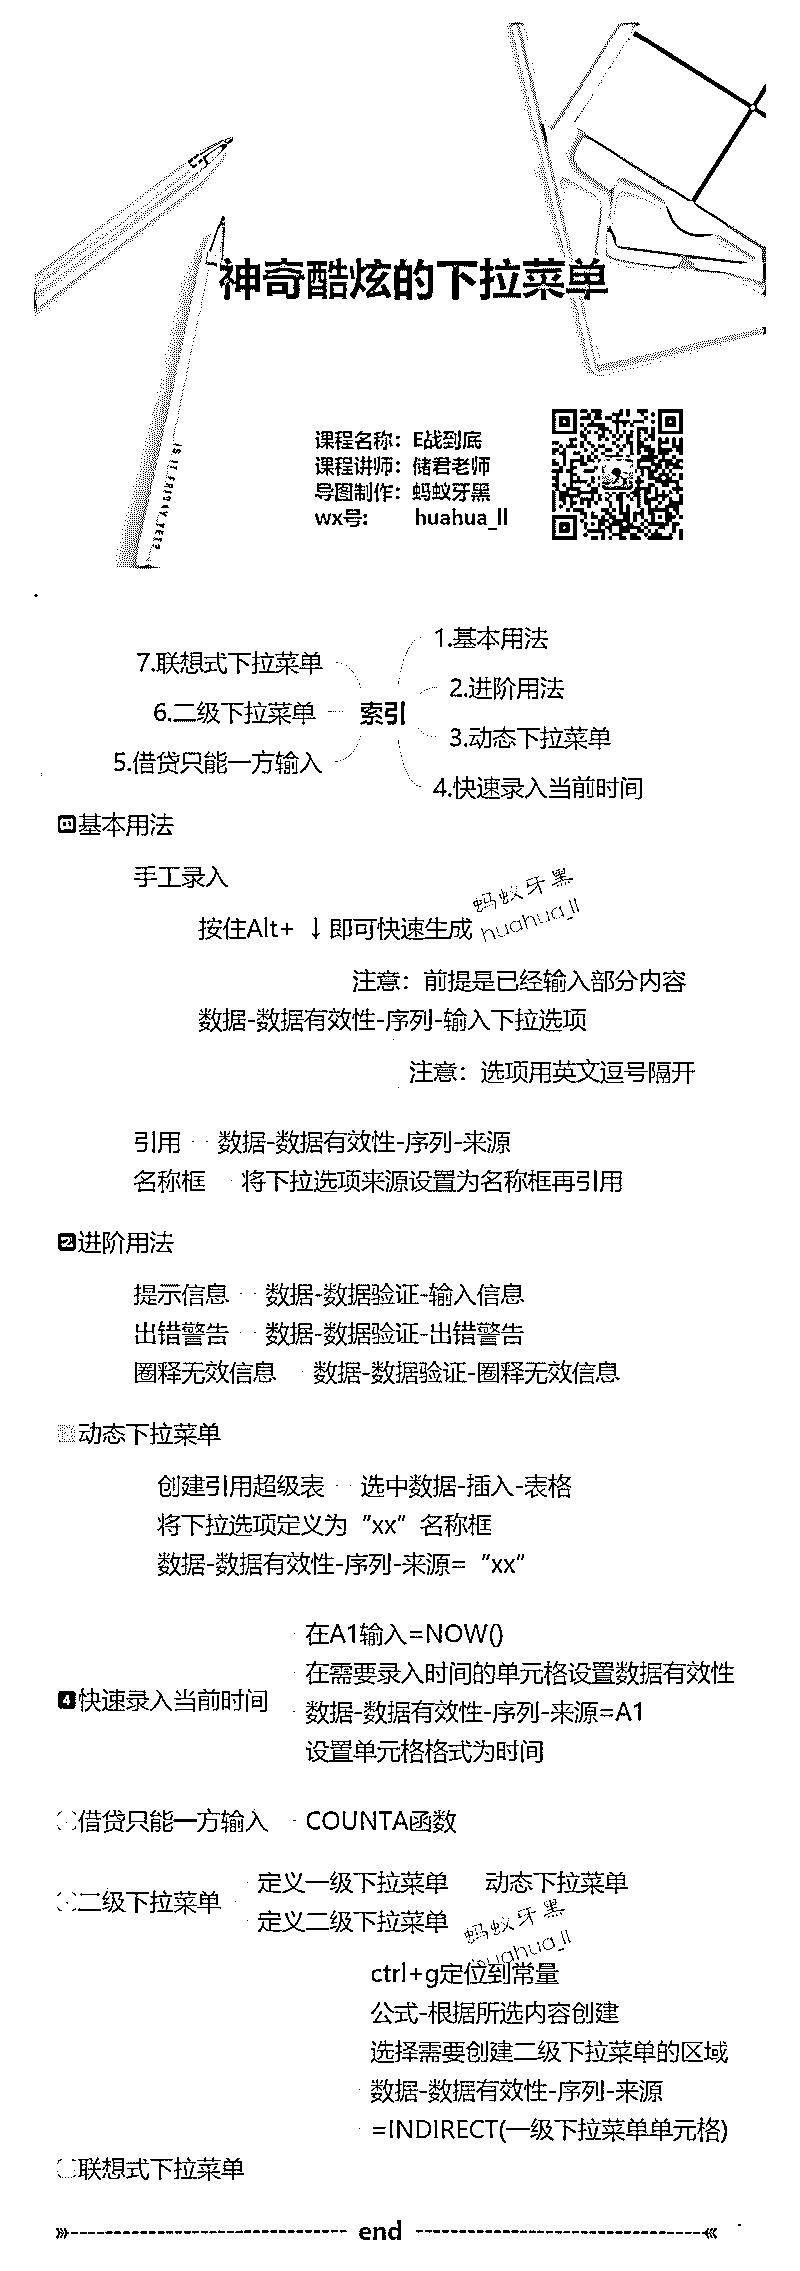 神奇酷炫的下拉菜单
课程名称：E战到底
课程讲师：储君老师
导图制作：蚂蚁牙黑
wx号： huahua_ll
IS IT FRIDAY YET?
索引
1.基本用法
2.进阶用法
3.动态下拉菜单
4.快速录入当前时间
5.借贷只能一方输入
6.二级下拉菜单
7.联想式下拉菜单
基本用法
手工录入
蚂蚁牙黑
huahua_ll
按住Alt+ ↓即可快速生成
注意：前提是已经输入部分内容
数据-数据有效性-序列-输入下拉选项
注意：选项用英文逗号隔开
引用 数据-数据有效性-序列-来源
名称框 将下拉选项来源设置为名称框再引用
2进阶用法
提示信息 数据-数据验证-输入信息
出错警告 数据-数据验证-出错警告
圈释无效信息 数据-数据验证-圈释无效信息
动态下拉菜单
创建引用超级表 选中数据-插入-表格
将下拉选项定义为“xx”名称框
数据-数据有效性-序列-来源=“xx”
4快速录入当前时间
在A1输入=NOW()
在需要录入时间的单元格设置数据有效性
数据-数据有效性-序列-来源=A1
设置单元格格式为时间
借贷只能一方输入 COUNTA函数
二级下拉菜单
定义一级下拉菜单 动态下拉菜单
定义二级下拉菜单
蚂蚁牙黑
huahua_ll
ctrl+g定位到常量
公式-根据所选内容创建
选择需要创建二级下拉菜单的区域
数据-数据有效性-序列-来源
=INDIRECT(一级下拉菜单单元格)
联想式下拉菜单
end